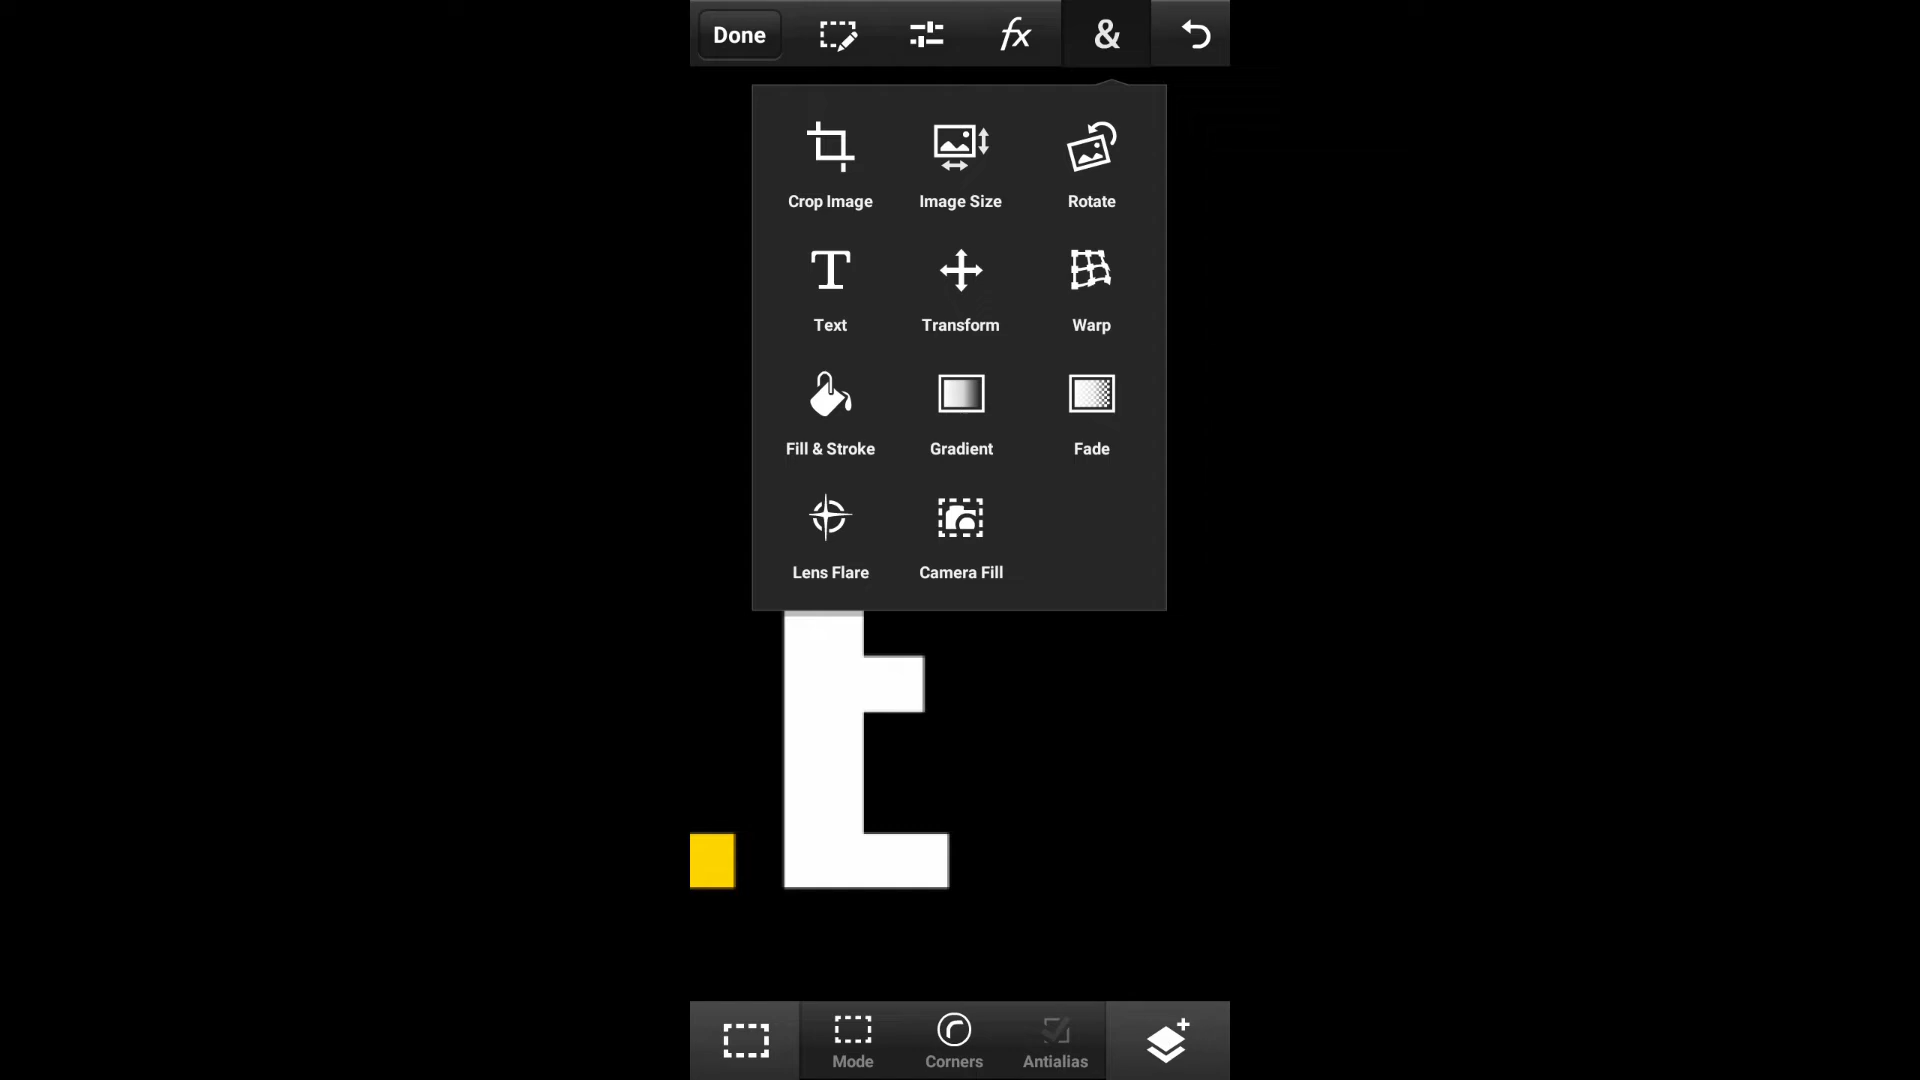 Done fx &
Crop Image Image Size Rotate
Text Transform Warp
Fill & Stroke Gradient Fade
Lens Flare Camera Fill
E
Mode Corners Antialias